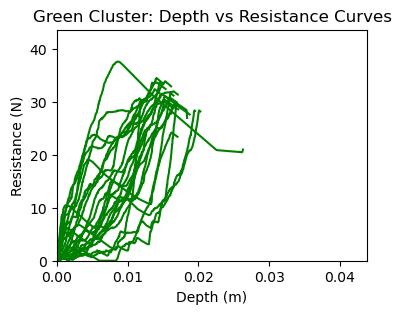 Green Cluster: Depth vs Resistance Curves
Resistance (N)
40
30
20
10
0
0.00 0.01 0.02 0.03 0.04
Depth (m)